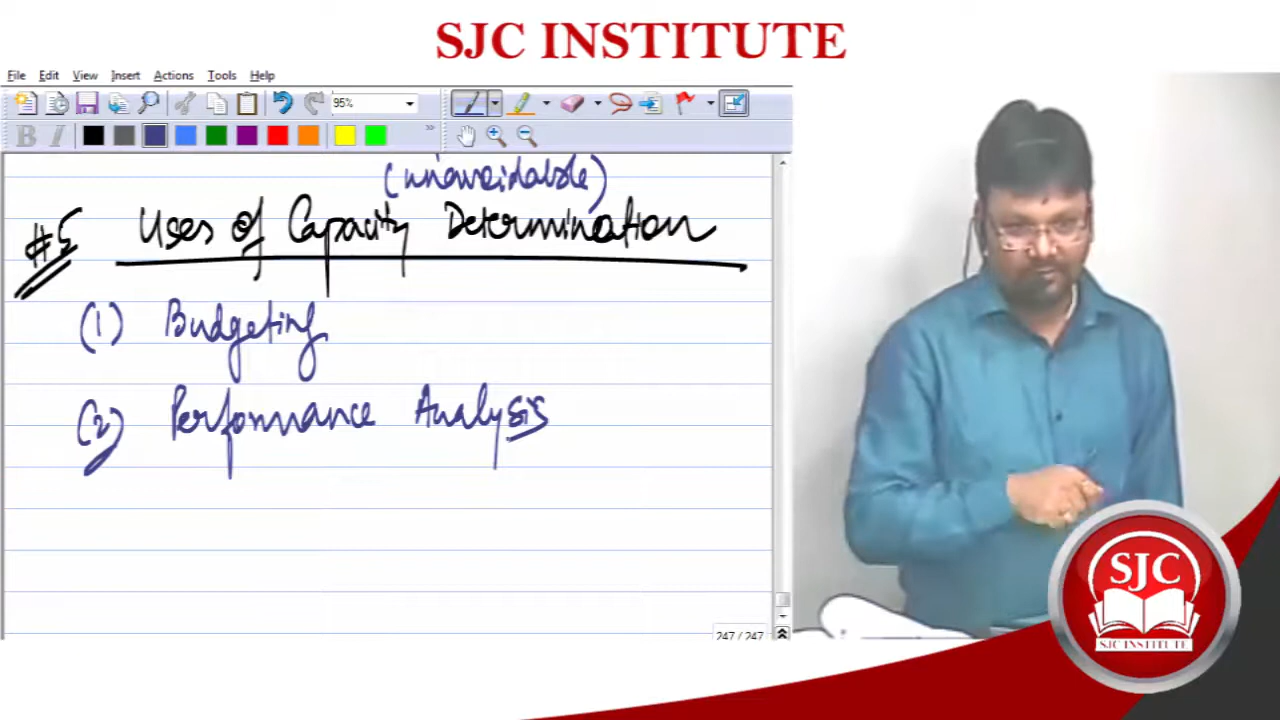 SJC INSTITUTE
File Edit View Insert Actions Tools Help
95%
B I
(unavoidable)
#5 Uses of Capacity Determination
(1) Budgeting
(2) Performance Analysis
247 / 247
SJC
SJC INSTITUTE